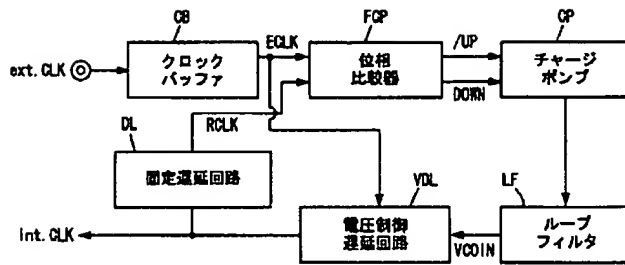 CB
FCP
CP
ECLK
/UP
ext.CLK
クロック
バッファ
位相
比較器
チャージ
ポンプ
DOWN
DL
RCLK
固定遅延回路
VDL
LF
int.CLK
電圧制御
遅延回路
VCOIN
ループ
フィルタ